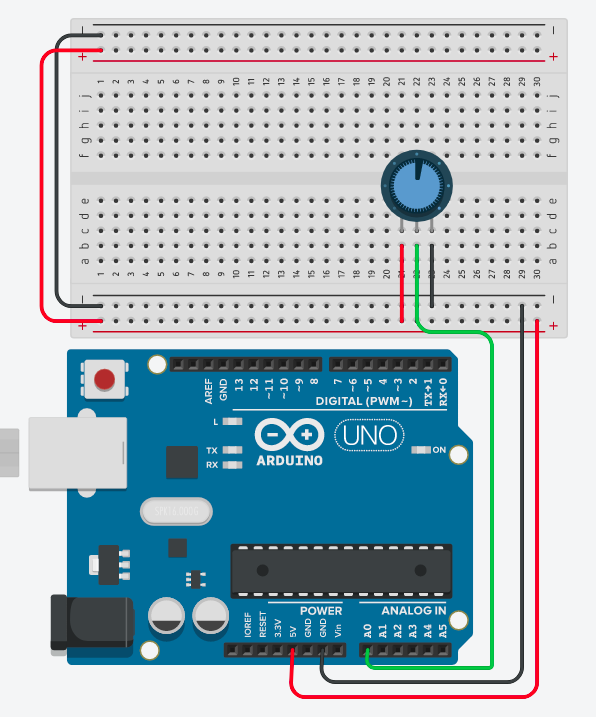 − −
+ +
1 2 3 4 5 6 7 8 9 10 11 12 13 14 15 16 17 18 19 20 21 22 23 24 25 26 27 28 29 30
j j
i i
h h
g g
f f
e e
d d
c c
b b
a a
1 2 3 4 5 6 7 8 9 10 11 12 13 14 15 16 17 18 19 20 21 22 23 24 25 26 27 28 29 30
− −
+ +
AREF GND 13 12 ~11 ~10 ~9 8 7 ~6 ~5 4 ~3 2 TX→1 RX←0
DIGITAL (PWM~)
L
TX
RX
UNO
ARDUINO
ON
POWER
ANALOG IN
IOREF RESET 3.3V 5V GND GND Vin A0 A1 A2 A3 A4 A5